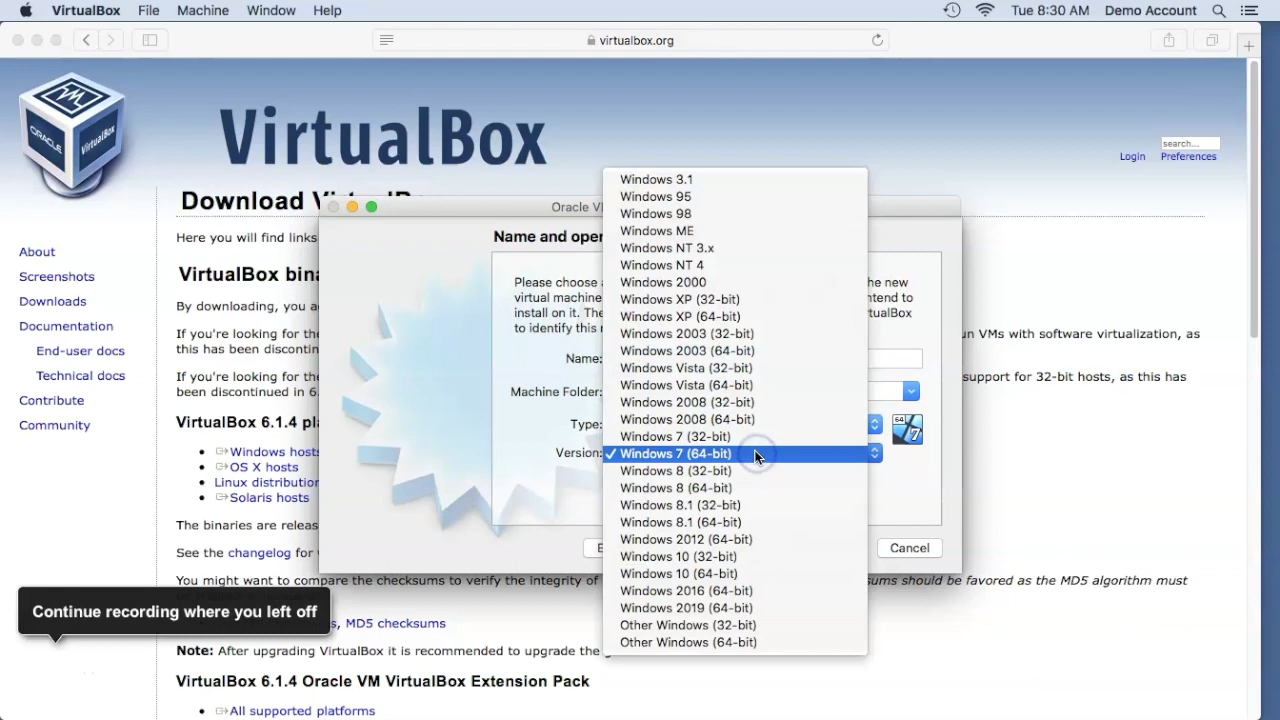 VirtualBox File Machine Window Help Tue 8:30 AM Demo Account
virtualbox.org
ORACLE
VirtualBox
VirtualBox
search...
Login Preferences
About
Screenshots
Downloads
Documentation
End-user docs
Technical docs
Contribute
Community
Download
Here you will find links
VirtualBox
By downloading, you
If you're looking for the
this has been discontin
If you're looking for the
been discontinued in 6.
VirtualBox 6.1.4
Windows hosts
OS X hosts
Linux distribution
Solaris hosts
The binaries are
See the changelog for
You might want to compare the checksums to verify the integrity of
sums should be favored as the MD5 algorithm must
, MD5 checksums
Note: After upgrading VirtualBox it is recommended to upgrade the
VirtualBox 6.1.4 Oracle VM VirtualBox Extension Pack
All supported platforms
un VMs with software virtualization, as
support for 32-bit hosts, as this has
Oracle
Name and
Please choose
virtual machine
install on it. The
to identify this
he new
tend to
Name:
Machine Folder:
Type:
Version:
64
7
Cancel
Windows 3.1
Windows 95
Windows 98
Windows ME
Windows NT 3.x
Windows NT 4
Windows 2000
Windows XP (32-bit)
Windows XP (64-bit)
Windows 2003 (32-bit)
Windows 2003 (64-bit)
Windows Vista (32-bit)
Windows Vista (64-bit)
Windows 2008 (32-bit)
Windows 2008 (64-bit)
Windows 7 (32-bit)
✓ Windows 7 (64-bit)
Windows 8 (32-bit)
Windows 8 (64-bit)
Windows 8.1 (32-bit)
Windows 8.1 (64-bit)
Windows 2012 (64-bit)
Windows 10 (32-bit)
Windows 10 (64-bit)
Windows 2016 (64-bit)
Windows 2019 (64-bit)
Other Windows (32-bit)
Other Windows (64-bit)
Continue recording where you left off